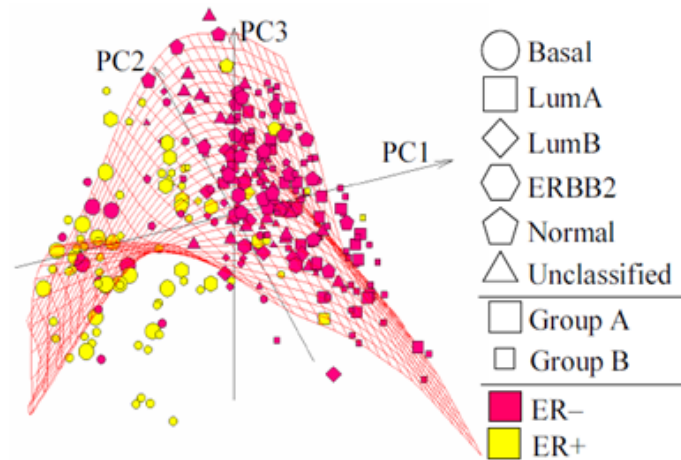 PC3
PC2
PC1
Basal
LumA
LumB
ERBB2
Normal
Unclassified
Group A
Group B
ER−
ER+